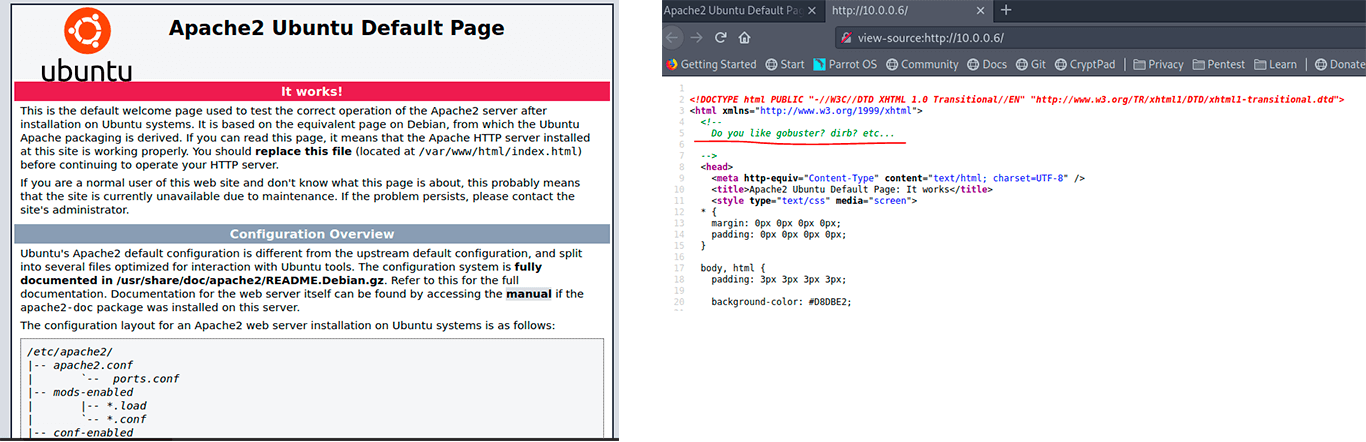 Apache2 Ubuntu Default Page
ubuntu
It works!
This is the default welcome page used to test the correct operation of the Apache2 server after
installation on Ubuntu systems. It is based on the equivalent page on Debian, from which the Ubuntu
Apache packaging is derived. If you can read this page, it means that the Apache HTTP server installed
at this site is working properly. You should replace this file (located at /var/www/html/index.html)
before continuing to operate your HTTP server.
If you are a normal user of this web site and don't know what this page is about, this probably means
that the site is currently unavailable due to maintenance. If the problem persists, please contact the
site's administrator.
Configuration Overview
Ubuntu's Apache2 default configuration is different from the upstream default configuration, and split
into several files optimized for interaction with Ubuntu tools. The configuration system is fully
documented in /usr/share/doc/apache2/README.Debian.gz. Refer to this for the full
documentation. Documentation for the web server itself can be found by accessing the manual if the
apache2-doc package was installed on this server.
The configuration layout for an Apache2 web server installation on Ubuntu systems is as follows:
/etc/apache2/
|-- apache2.conf
|       `--  ports.conf
|-- mods-enabled
|       |-- *.load
|       `-- *.conf
|-- conf-enabled
Apache2 Ubuntu Default Pa
http://10.0.0.6/
view-source:http://10.0.0.6/
Getting Started Start Parrot OS Community Docs Git CryptPad Privacy Pentest Learn Donate
1
2 <!DOCTYPE html PUBLIC "-//W3C//DTD XHTML 1.0 Transitional//EN" "http://www.w3.org/TR/xhtml1/DTD/xhtml1-transitional.dtd">
3 <html xmlns="http://www.w3.org/1999/xhtml">
4   <!--
5     Do you like gobuster? dirb? etc...
6
7   -->
8   <head>
9     <meta http-equiv="Content-Type" content="text/html; charset=UTF-8" />
10     <title>Apache2 Ubuntu Default Page: It works</title>
11     <style type="text/css" media="screen">
12   * {
13     margin: 0px 0px 0px 0px;
14     padding: 0px 0px 0px 0px;
15   }
16
17   body, html {
18     padding: 3px 3px 3px 3px;
19
20     background-color: #D8DBE2;